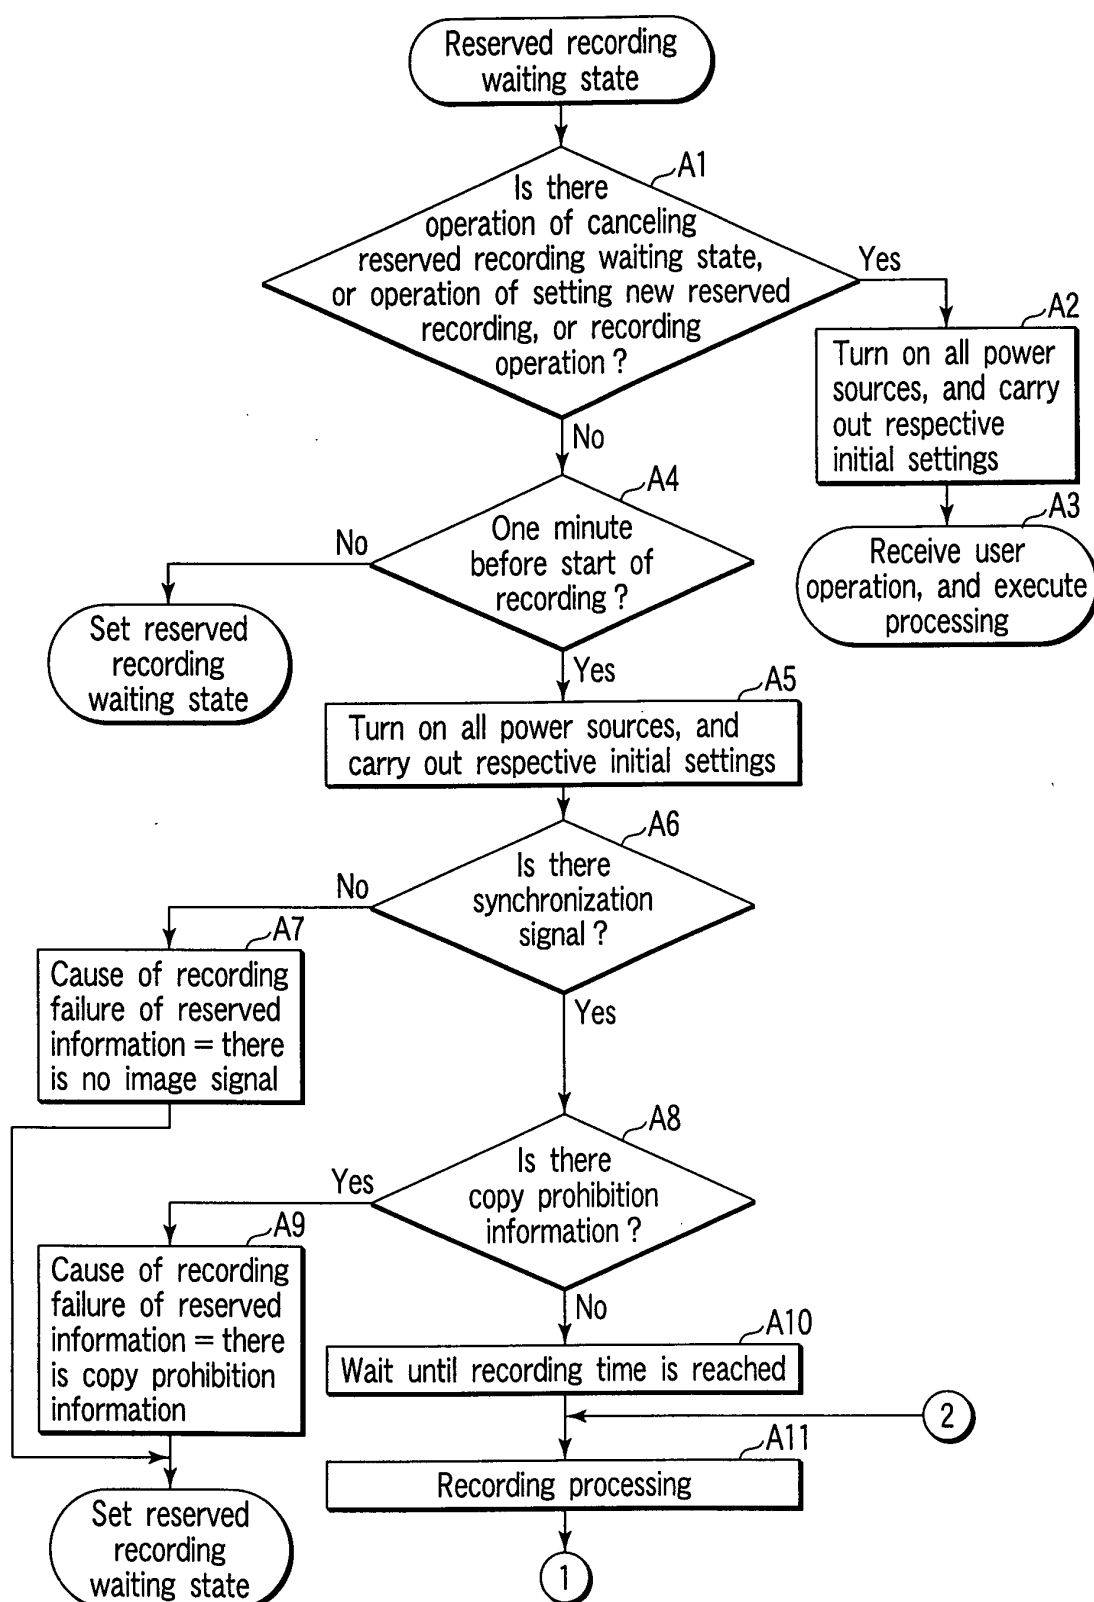 Reserved recording
waiting state
A1
Is there
operation of canceling
reserved recording waiting state,
or operation of setting new reserved
recording, or recording
operation ?
Yes
A2
Turn on all power
sources, and carry
out respective
initial settings
No
A3
Receive user
operation, and execute
processing
A4
One minute
before start of
recording ?
No
Set reserved
recording
waiting state
Yes
A5
Turn on all power sources, and
carry out respective initial settings
A6
Is there
synchronization
signal ?
No
A7
Cause of recording
failure of reserved
information = there
is no image signal
Yes
A8
Is there
copy prohibition
information ?
Yes
A9
Cause of recording
failure of reserved
information = there
is copy prohibition
information
No
A10
Wait until recording time is reached
2
A11
Recording processing
Set reserved
recording
waiting state
1